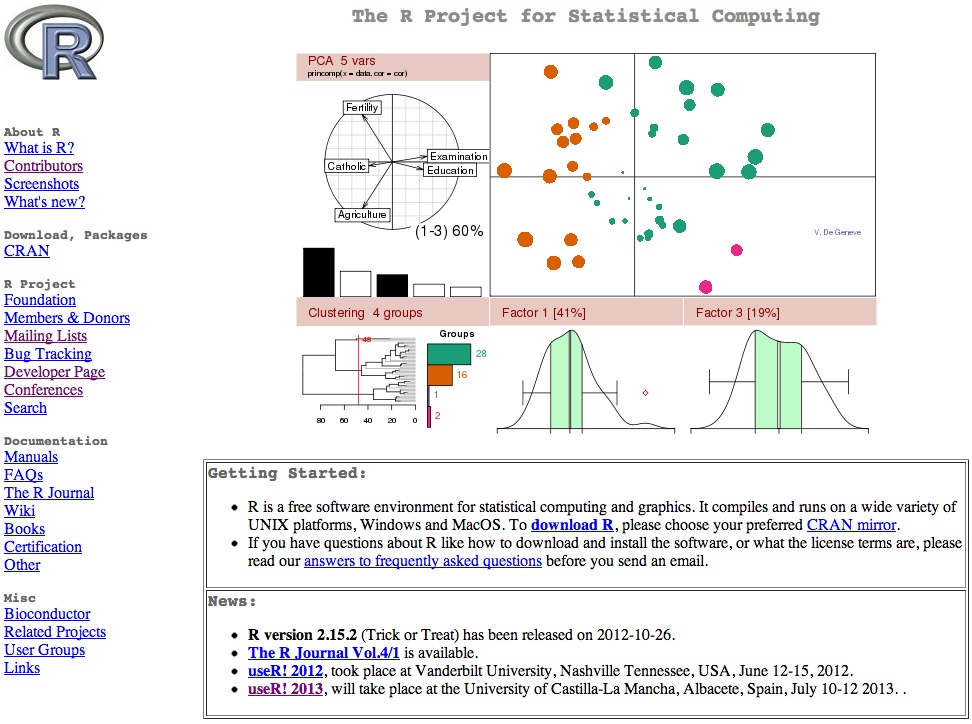 The R Project for Statistical Computing
R
About R
What is R?
Contributors
Screenshots
What's new?
Download, Packages
CRAN
R Project
Foundation
Members & Donors
Mailing Lists
Bug Tracking
Developer Page
Conferences
Search
Documentation
Manuals
FAQs
The R Journal
Wiki
Books
Certification
Other
Misc
Bioconductor
Related Projects
User Groups
Links
PCA 5 vars
princomp(x = data, cor = cor)
Fertility
Examination
Catholic
Education
Agriculture
(1-3) 60%
V. De Geneve
Clustering 4 groups
Factor 1 [41%]
Factor 3 [19%]
Groups
48
28
16
1
2
80 60 40 20 0
Getting Started:
R is a free software environment for statistical computing and graphics. It compiles and runs on a wide variety of
UNIX platforms, Windows and MacOS. To download R, please choose your preferred CRAN mirror.
If you have questions about R like how to download and install the software, or what the license terms are, please
read our answers to frequently asked questions before you send an email.
News:
R version 2.15.2 (Trick or Treat) has been released on 2012-10-26.
The R Journal Vol.4/1 is available.
useR! 2012, took place at Vanderbilt University, Nashville Tennessee, USA, June 12-15, 2012.
useR! 2013, will take place at the University of Castilla-La Mancha, Albacete, Spain, July 10-12 2013. .